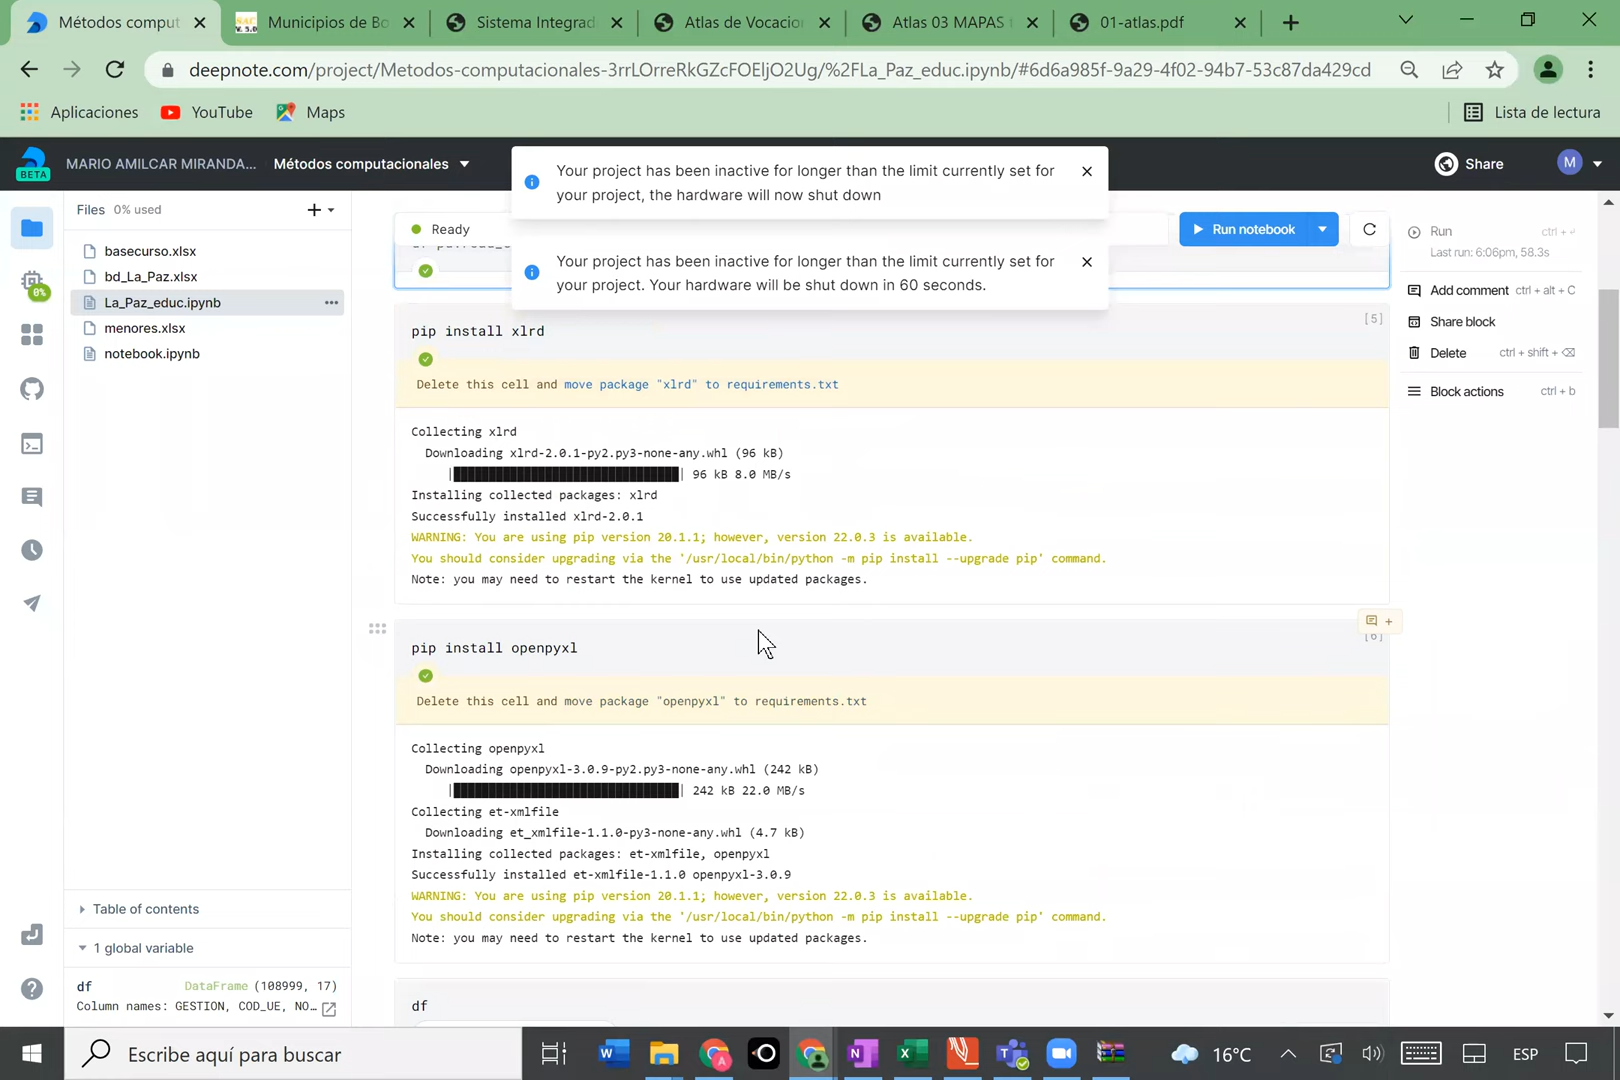 Métodos comput
Municipios de Bo
Sistema Integrad
Atlas de Vocacion
Atlas 03 MAPAS
01-atlas.pdf
deepnote.com/project/Metodos-computacionales-3rrLOrreRkGZcFOEljO2Ug/%2FLa_Paz_educ.ipynb/#6d6a985f-9a29-4f02-94b7-53c87da429cd
Aplicaciones
YouTube
Maps
Lista de lectura
BETA
MARIO AMILCAR MIRANDA...
Métodos computacionales
Your project has been inactive for longer than the limit currently set for
your project, the hardware will now shut down
Share
M
Files 0% used
Ready
Run notebook
Your project has been inactive for longer than the limit currently set for
your project. Your hardware will be shut down in 60 seconds.
Run ctrl +
Last run: 6:06pm, 58.3s
Add comment ctrl + alt + C
Share block
Delete ctrl + shift +
Block actions ctrl + b
basecurso.xlsx
bd_La_Paz.xlsx
La_Paz_educ.ipynb
menores.xlsx
notebook.ipynb
0%
pip install xlrd
[5]
Delete this cell and move package "xlrd" to requirements.txt
Collecting xlrd
Downloading xlrd-2.0.1-py2.py3-none-any.whl (96 kB)
96 kB 8.0 MB/s
Installing collected packages: xlrd
Successfully installed xlrd-2.0.1
WARNING: You are using pip version 20.1.1; however, version 22.0.3 is available.
You should consider upgrading via the '/usr/local/bin/python -m pip install --upgrade pip' command.
Note: you may need to restart the kernel to use updated packages.
pip install openpyxl
[6]
Delete this cell and move package "openpyxl" to requirements.txt
Collecting openpyxl
Downloading openpyxl-3.0.9-py2.py3-none-any.whl (242 kB)
242 kB 22.0 MB/s
Collecting et-xmlfile
Downloading et_xmlfile-1.1.0-py3-none-any.whl (4.7 kB)
Installing collected packages: et-xmlfile, openpyxl
Successfully installed et-xmlfile-1.1.0 openpyxl-3.0.9
WARNING: You are using pip version 20.1.1; however, version 22.0.3 is available.
You should consider upgrading via the '/usr/local/bin/python -m pip install --upgrade pip' command.
Note: you may need to restart the kernel to use updated packages.
df
Table of contents
1 global variable
df DataFrame (108999, 17)
Column names: GESTION, COD_UE, NO...
Escribe aquí para buscar
16°C
ESP